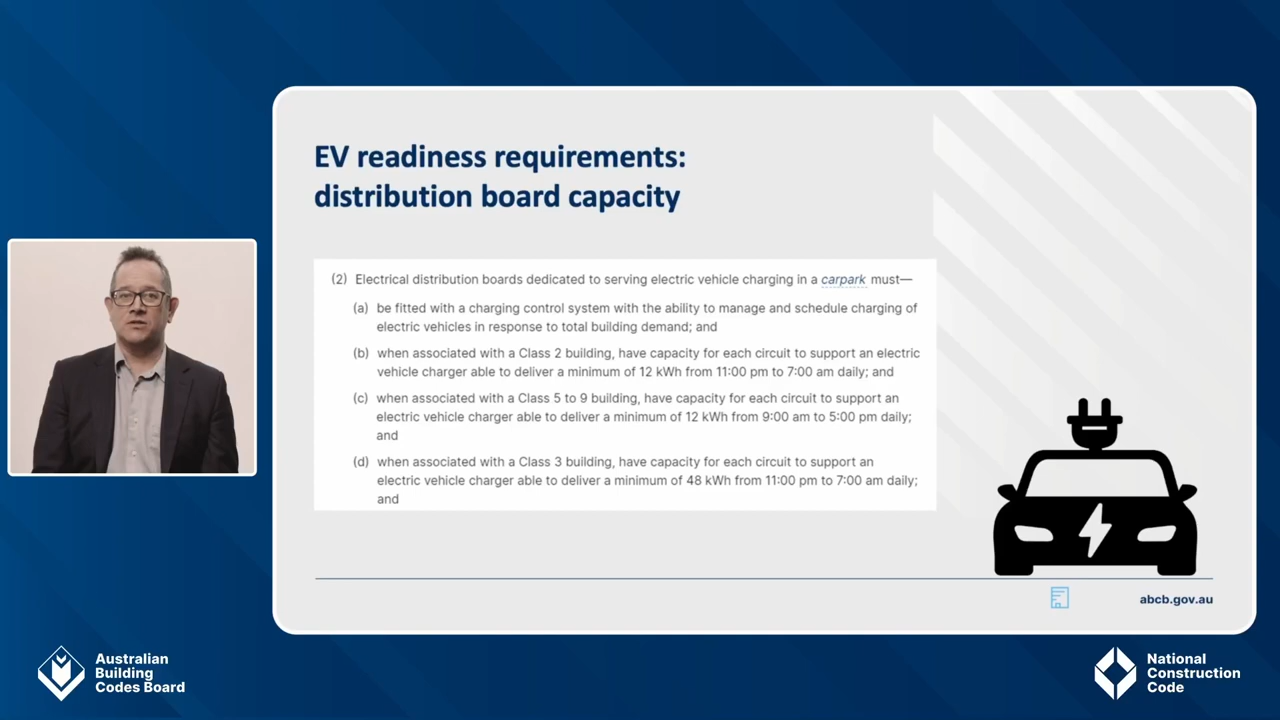 EV readiness requirements:
distribution board capacity
(2) Electrical distribution boards dedicated to serving electric vehicle charging in a carpark must—
(a) be fitted with a charging control system with the ability to manage and schedule charging of
electric vehicles in response to total building demand; and
(b) when associated with a Class 2 building, have capacity for each circuit to support an electric
vehicle charger able to deliver a minimum of 12 kWh from 11:00 pm to 7:00 am daily; and
(c) when associated with a Class 5 to 9 building, have capacity for each circuit to support an
electric vehicle charger able to deliver a minimum of 12 kWh from 9:00 am to 5:00 pm daily;
and
(d) when associated with a Class 3 building, have capacity for each circuit to support an
electric vehicle charger able to deliver a minimum of 48 kWh from 11:00 pm to 7:00 am daily;
and
abcb.gov.au
Australian
Building
Codes Board
National
Construction
Code